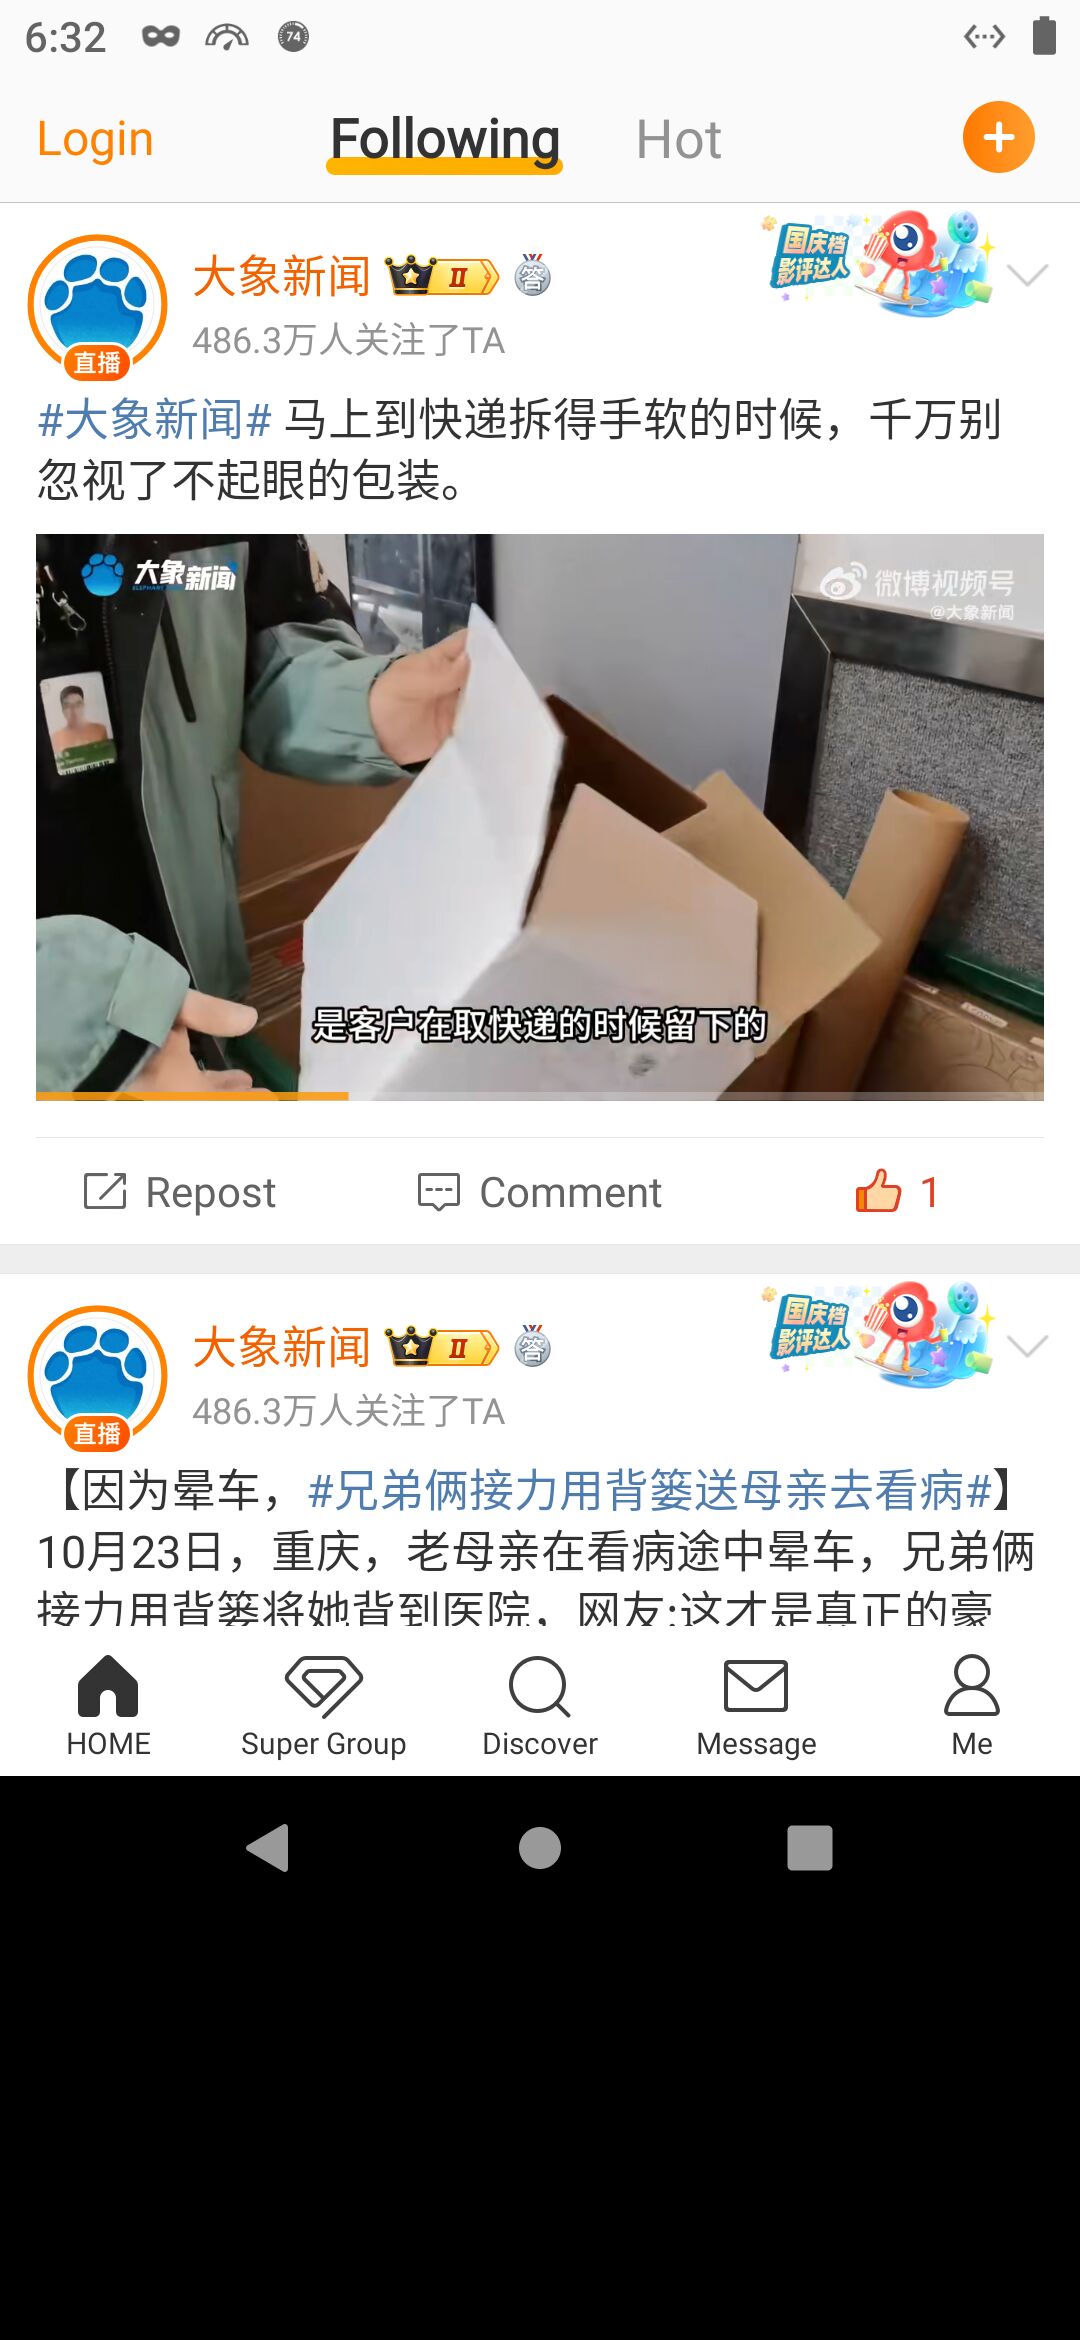 6:32
74
Login
Following
Hot
大象新闻
II
答
国庆档
影评达人
486.3万人关注了TA
直播
#大象新闻# 马上到快递拆得手软的时候，千万别
忽视了不起眼的包装。
大象新闻
微博视频号
@大象新闻
是客户在取快递的时候留下的
Repost
Comment
1
大象新闻
II
答
国庆档
影评达人
486.3万人关注了TA
直播
【因为晕车，#兄弟俩接力用背篓送母亲去看病#】
10月23日，重庆，老母亲在看病途中晕车，兄弟俩
接力用背篓将她背到医院，网友:这才是真正的豪
HOME
Super Group
Discover
Message
Me